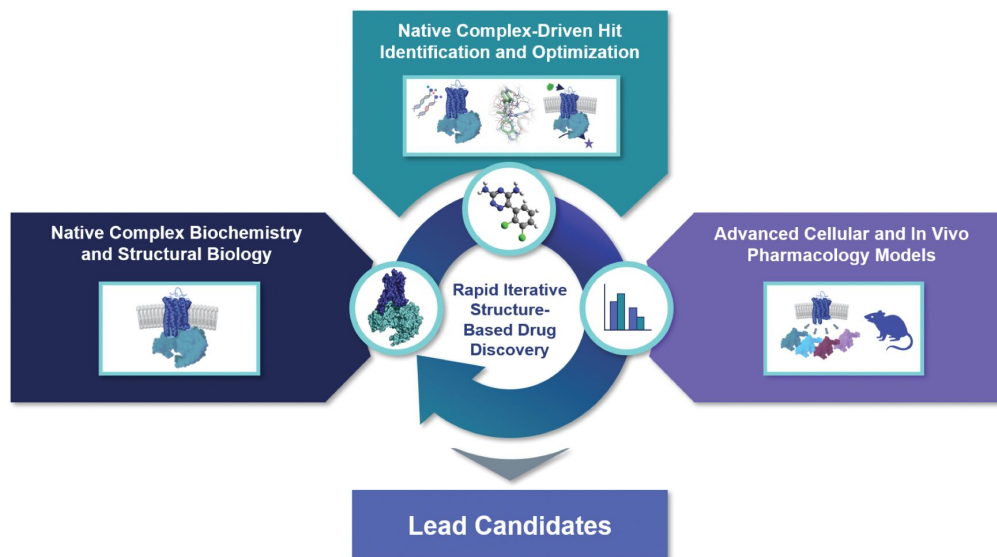 Native Complex-Driven Hit
Identification and Optimization
Native Complex Biochemistry
and Structural Biology
Rapid Iterative
Structure-
Based Drug
Discovery
Advanced Cellular and In Vivo
Pharmacology Models
Lead Candidates